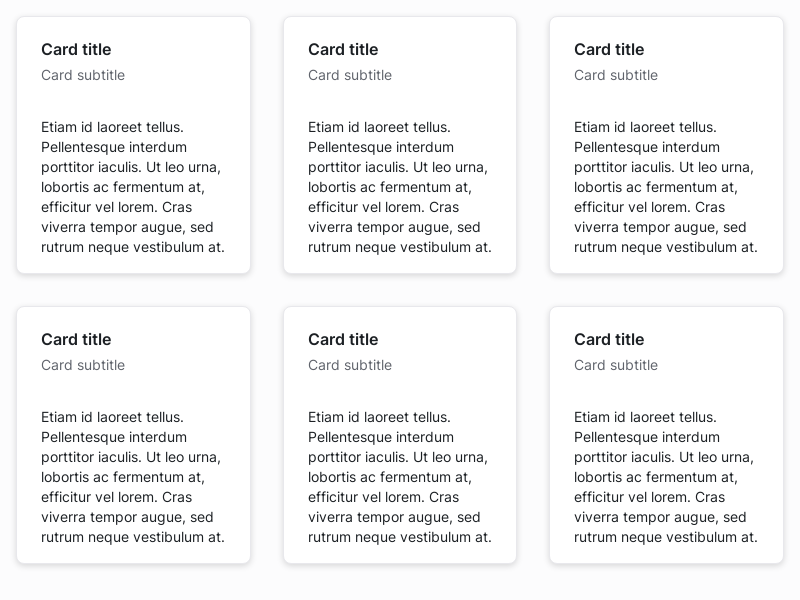 Card title
Card subtitle
Etiam id laoreet tellus.
Pellentesque interdum
porttitor iaculis. Ut leo urna,
lobortis ac fermentum at,
efficitur vel lorem. Cras
viverra tempor augue, sed
rutrum neque vestibulum at.
Card title
Card subtitle
Etiam id laoreet tellus.
Pellentesque interdum
porttitor iaculis. Ut leo urna,
lobortis ac fermentum at,
efficitur vel lorem. Cras
viverra tempor augue, sed
rutrum neque vestibulum at.
Card title
Card subtitle
Etiam id laoreet tellus.
Pellentesque interdum
porttitor iaculis. Ut leo urna,
lobortis ac fermentum at,
efficitur vel lorem. Cras
viverra tempor augue, sed
rutrum neque vestibulum at.
Card title
Card subtitle
Etiam id laoreet tellus.
Pellentesque interdum
porttitor iaculis. Ut leo urna,
lobortis ac fermentum at,
efficitur vel lorem. Cras
viverra tempor augue, sed
rutrum neque vestibulum at.
Card title
Card subtitle
Etiam id laoreet tellus.
Pellentesque interdum
porttitor iaculis. Ut leo urna,
lobortis ac fermentum at,
efficitur vel lorem. Cras
viverra tempor augue, sed
rutrum neque vestibulum at.
Card title
Card subtitle
Etiam id laoreet tellus.
Pellentesque interdum
porttitor iaculis. Ut leo urna,
lobortis ac fermentum at,
efficitur vel lorem. Cras
viverra tempor augue, sed
rutrum neque vestibulum at.